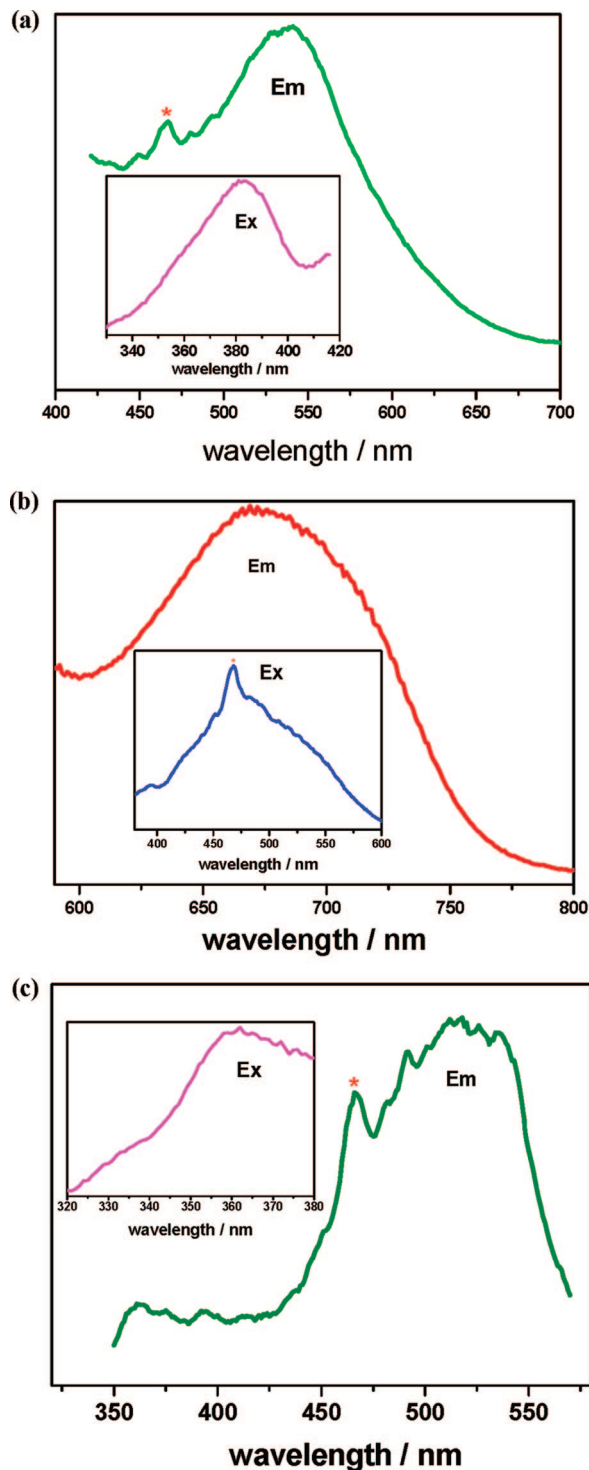 (a)
*
Em
Ex
340 360 380 400 420
wavelength / nm
400 450 500 550 600 650 700
wavelength / nm
(b)
Em
*
Ex
400 450 500 550 600
wavelength / nm
600 650 700 750 800
wavelength / nm
(c)
Ex
*
Em
320 330 340 350 360 370 380
wavelength / nm
350 400 450 500 550
wavelength / nm